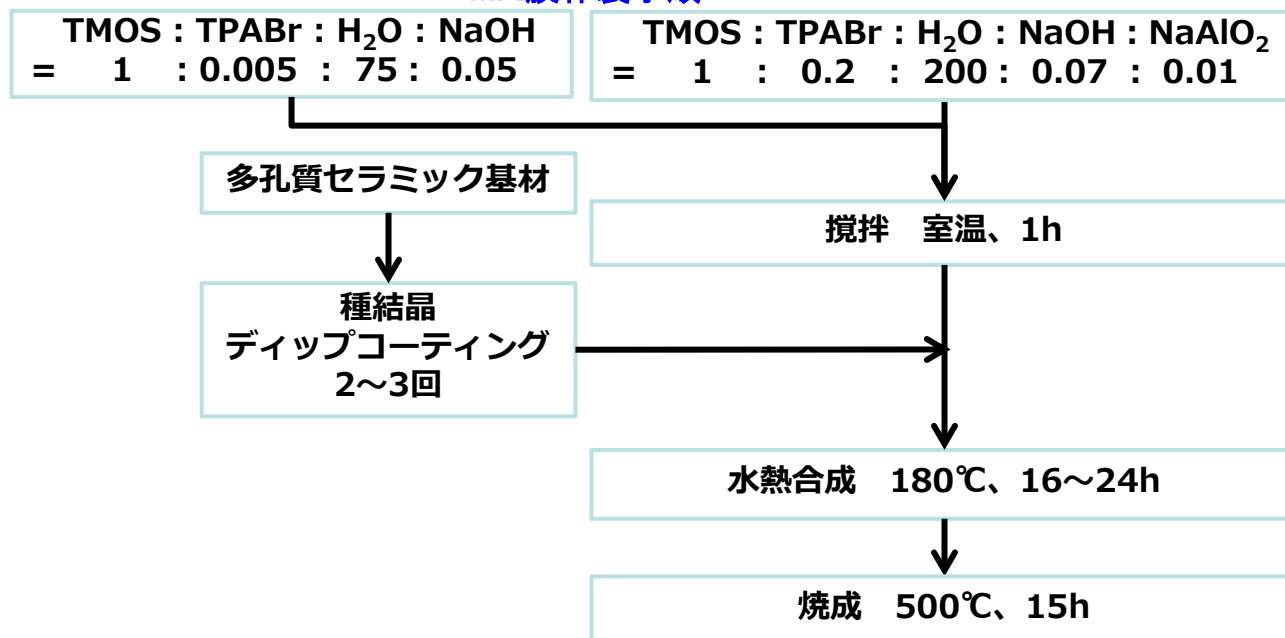 TMOS : TPABr : H₂O : NaOH
= 1 : 0.005 : 75 : 0.05
TMOS : TPABr : H₂O : NaOH : NaAlO₂
= 1 : 0.2 : 200 : 0.07 : 0.01
多孔質セラミック基材
撹拌 室温、1h
種結晶
ディップコーティング
2～3回
水熱合成 180℃、16～24h
焼成 500℃、15h